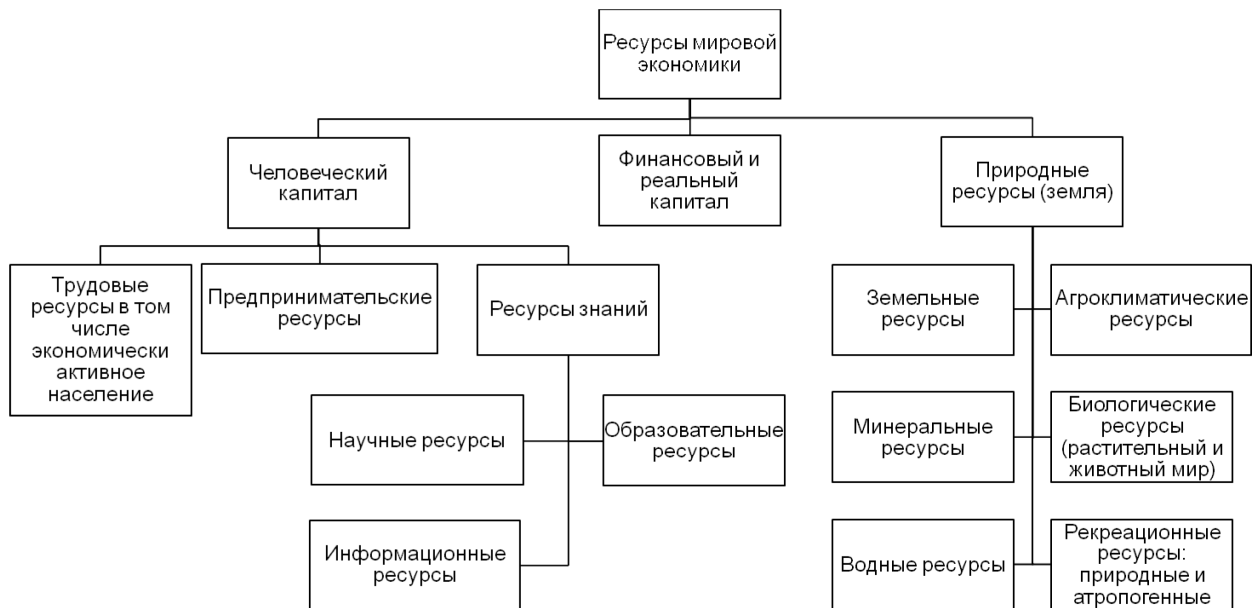 Ресурсы мировой
экономики
Человеческий
капитал
Финансовый и
реальный
капитал
Природные
ресурсы (земля)
Трудовые
ресурсы в том
числе
экономически
активное
население
Предпринимательские
ресурсы
Ресурсы знаний
Земельные
ресурсы
Агроклиматические
ресурсы
Научные ресурсы
Образовательные
ресурсы
Минеральные
ресурсы
Биологические
ресурсы
(растительный и
животный мир)
Информационные
ресурсы
Водные ресурсы
Рекреационные
ресурсы:
природные и
атропогенные